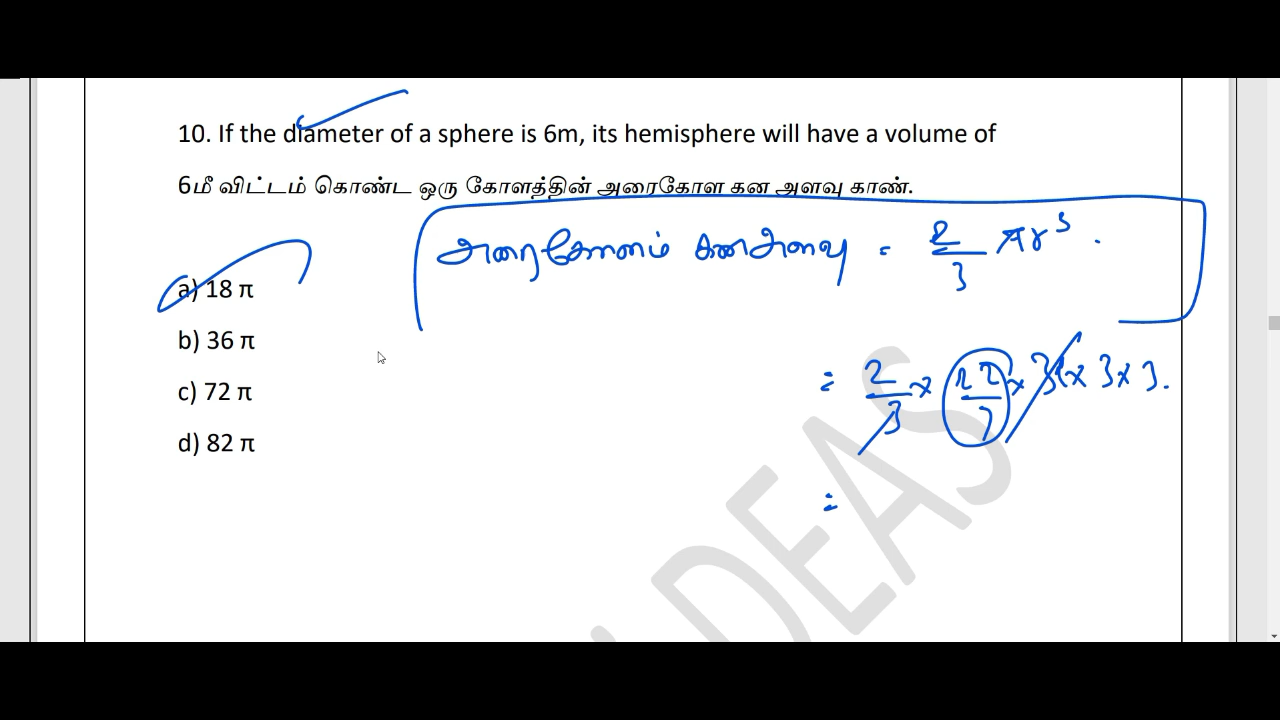 10. If the diameter of a sphere is 6m, its hemisphere will have a volume of
6மீ விட்டம் கொண்ட ஒரு கோளத்தின் அரைகோள கன அளவு காண்.
அரைகோளம் கனஅளவு = 2/3 πr³.
a) 18 π
b) 36 π
= 2/3 × 22/7 × 3 × 3 × 3.
c) 72 π
d) 82 π
=
IDEAS